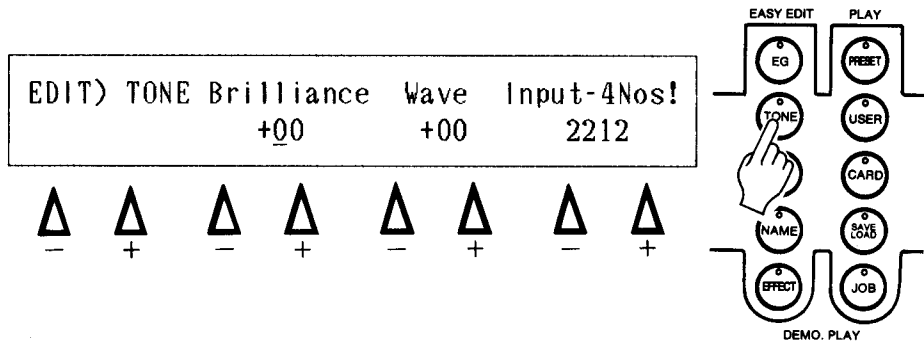 EDIT) TONE Brilliance Wave Input-4Nos!
+00 +00 2212
- + - + - + - +
EASY EDIT PLAY
EG PRESET
TONE USER
CARD
NAME SAVE LOAD
EFFECT JOB
DEMO. PLAY